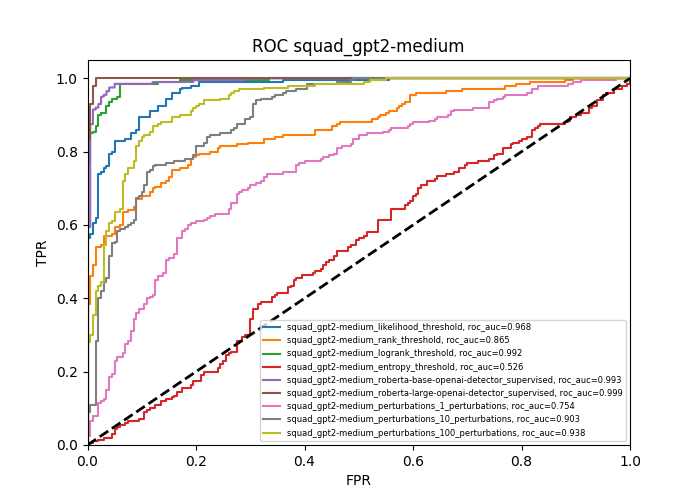 ROC squad_gpt2-medium
TPR
1.0
0.8
0.6
0.4
0.2
0.0
squad_gpt2-medium_likelihood_threshold, roc_auc=0.968
squad_gpt2-medium_rank_threshold, roc_auc=0.865
squad_gpt2-medium_logrank_threshold, roc_auc=0.992
squad_gpt2-medium_entropy_threshold, roc_auc=0.526
squad_gpt2-medium_roberta-base-openai-detector_supervised, roc_auc=0.993
squad_gpt2-medium_roberta-large-openai-detector_supervised, roc_auc=0.999
squad_gpt2-medium_perturbations_1_perturbations, roc_auc=0.754
squad_gpt2-medium_perturbations_10_perturbations, roc_auc=0.903
squad_gpt2-medium_perturbations_100_perturbations, roc_auc=0.938
0.0 0.2 0.4 0.6 0.8 1.0
FPR